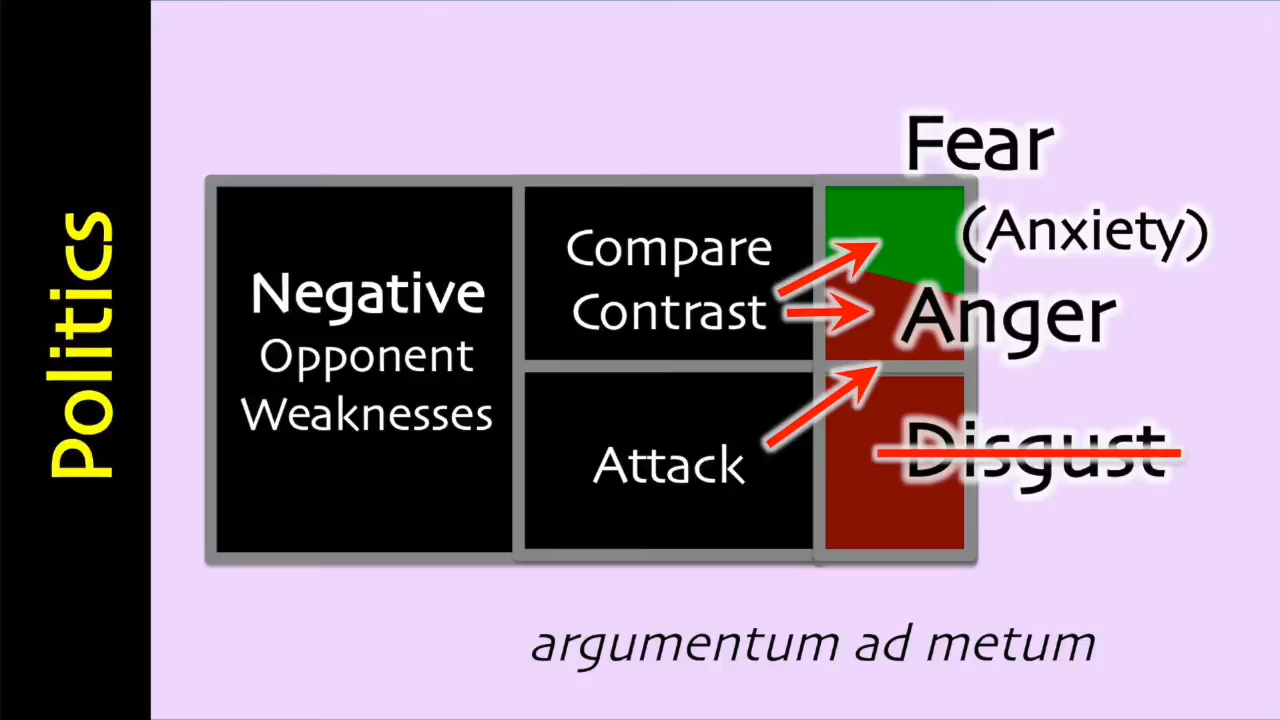 Politics
Negative
Opponent
Weaknesses
Compare
Contrast
Attack
Fear
(Anxiety)
Anger
Disgust
argumentum ad metum